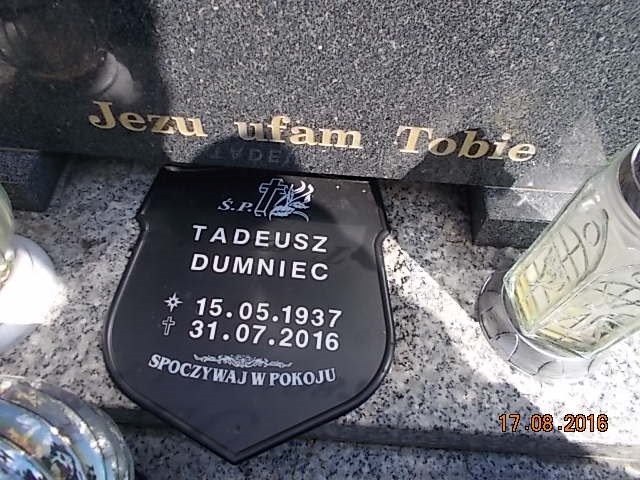 Jezu ufam Tobie
Ś.P.
TADEUSZ
DUMNIEC
15.05.1937
31.07.2016
SPOCZYWAJ W POKOJU
17.08.2016